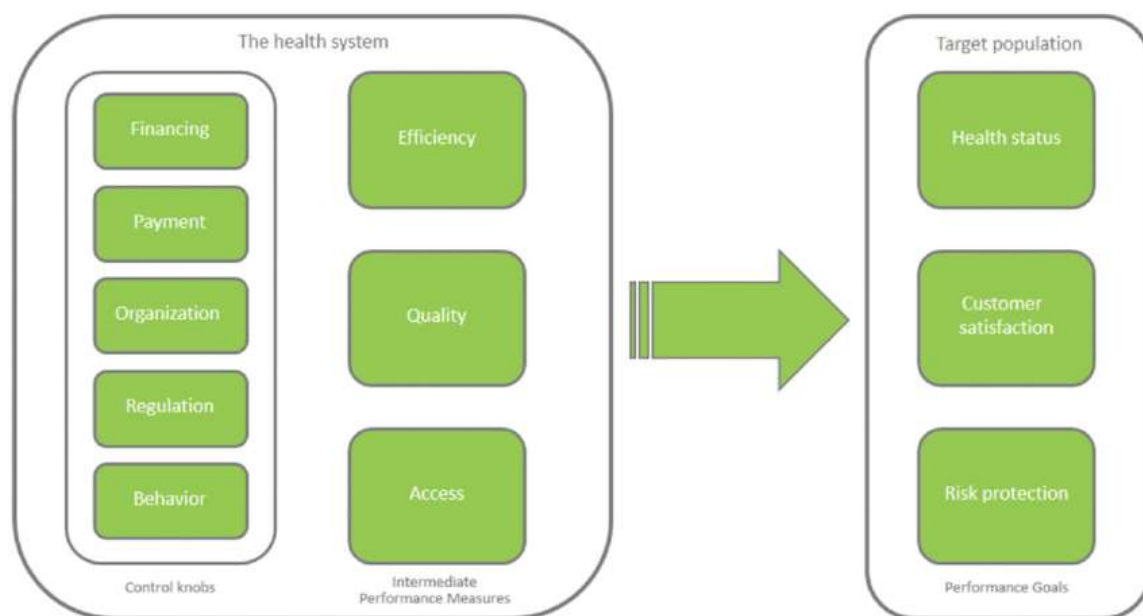 The health system
Financing
Payment
Organization
Regulation
Behavior
Control knobs
Efficiency
Quality
Access
Intermediate
Performance Measures
Target population
Health status
Customer
satisfaction
Risk protection
Performance Goals